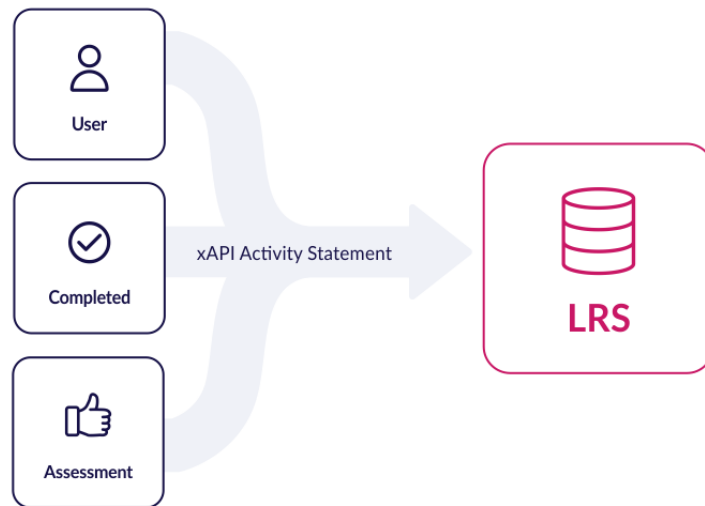 User
Completed
xAPI Activity Statement
LRS
Assessment